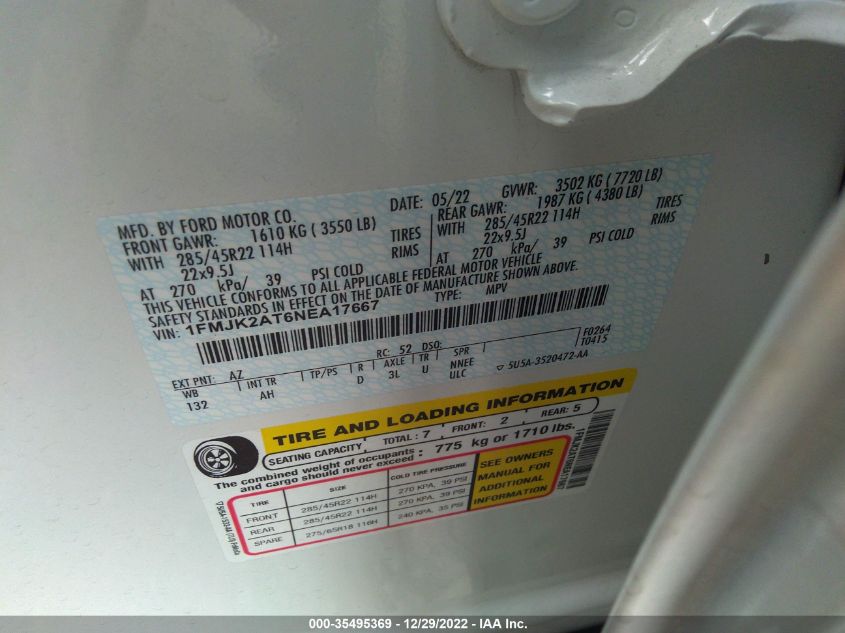 MFD. BY FORD MOTOR CO.
DATE: 05/22 GVWR: 3502 KG ( 7720 LB)
FRONT GAWR: 1610 KG ( 3550 LB)
REAR GAWR: 1987 KG ( 4380 LB)
WITH 285/45R22 114H TIRES
WITH 285/45R22 114H TIRES
22x9.5J RIMS
22x9.5J RIMS
AT 270 kPa/ 39 PSI COLD
AT 270 kPa/ 39 PSI COLD
THIS VEHICLE CONFORMS TO ALL APPLICABLE FEDERAL MOTOR VEHICLE
SAFETY STANDARDS IN EFFECT ON THE DATE OF MANUFACTURE SHOWN ABOVE.
VIN: 1FMJK2AT6NEA17667 TYPE: MPV
F0264
T0415
EXT PNT: AZ RC: 52 DSO:
WB INT TR TP/PS R AXLE TR SPR
132 AH D 3L U NNEE
ULC
5U5A-3520472-AA
TIRE AND LOADING INFORMATION
SEATING CAPACITY TOTAL: 7 FRONT: 2 REAR: 5
The combined weight of occupants
and cargo should never exceed : 775 kg or 1710 lbs.
TIRE SIZE COLD TIRE PRESSURE
FRONT 285/45R22 114H 270 KPA, 39 PSI
REAR 285/45R22 114H 270 KPA, 39 PSI
SPARE 275/65R18 116H 240 KPA, 35 PSI
SEE OWNERS
MANUAL FOR
ADDITIONAL
INFORMATION
1FMJK2AT6NEA17667
000-35495369 - 12/29/2022 - IAA Inc.